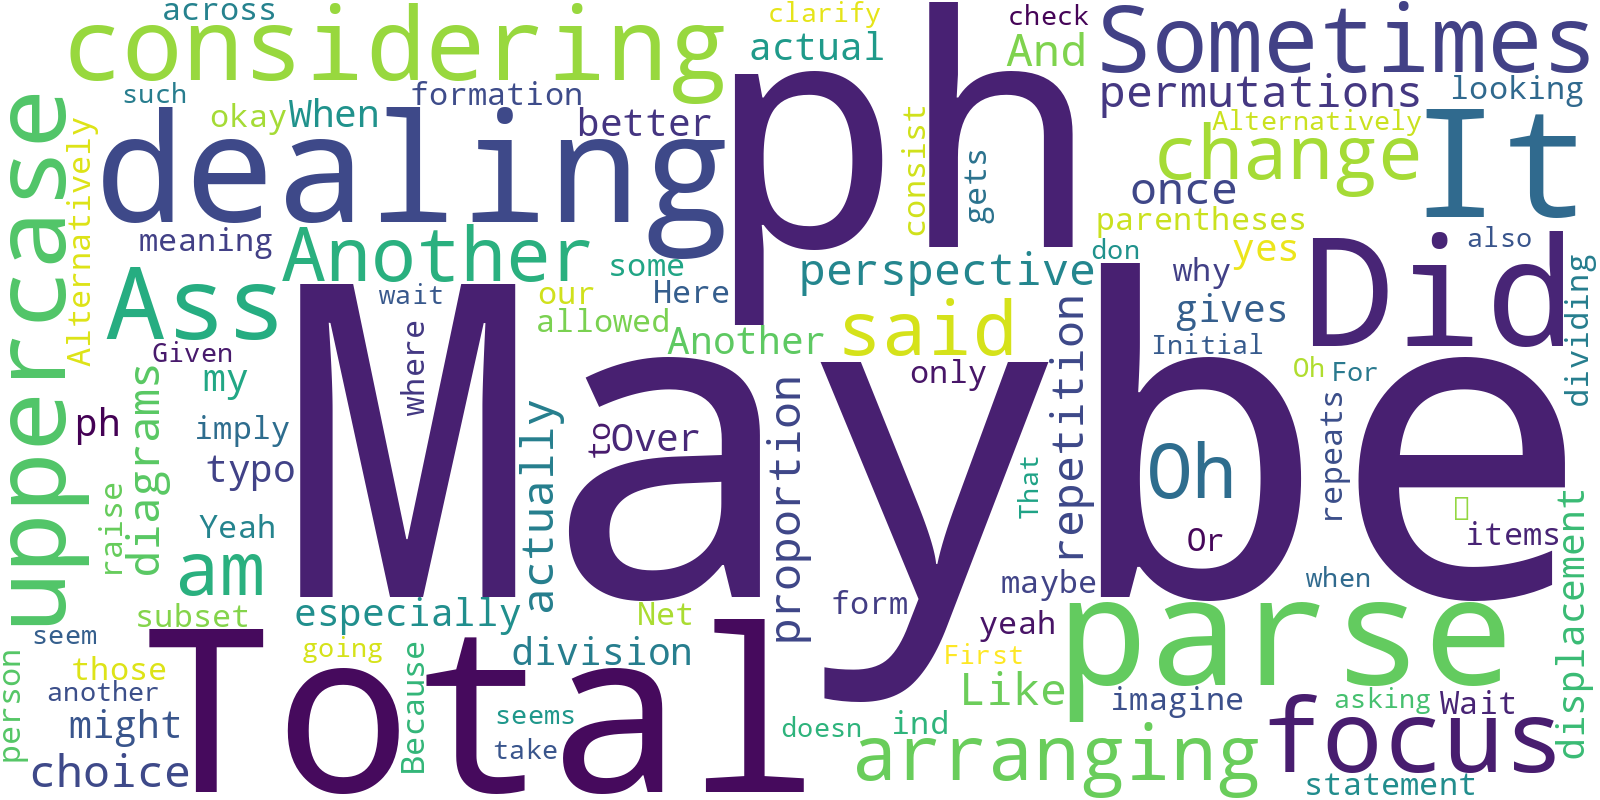 across
considering
clarify
check
Sometimes
ph
actual
And
such
formation
permutations
looking
okay
When
better
dealing
uppercase
Alternatively
consist
gets
Alternatively
change
It
once
parentheses
meaning
Another
some
perspective
don
why
yes
Did
also
dividing
Ass
wait
our
Here
allowed
gives
Another
said
Initial
Given
my
where
Maybe
only
Oh
For
diagrams
ph
imply
typo
to
Over
proportion
repetition
actually
Oh
repeats
That
raise
Yeah
am
Or
items
displacement
maybe
when
subset
especially
Net
form
yeah
parse
seem
going
division
First
those
Total
person
another
might
Because
seems
take
doesn
ind
Like
imagine
asking
Wait
focus
choice
arranging
statement